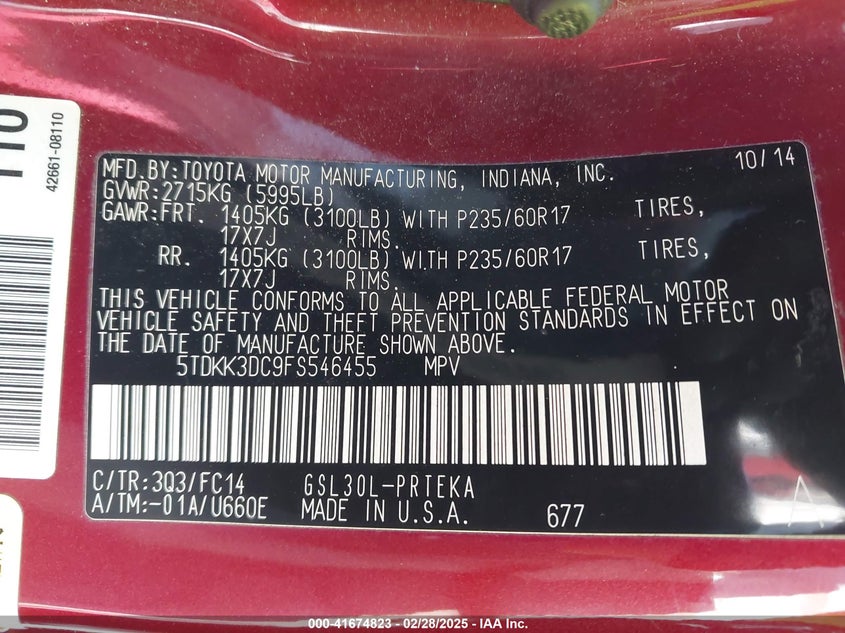 110
42661-08110
MFD.BY:TOYOTA MOTOR MANUFACTURING, INDIANA, INC. 10/14
GVWR:2715KG (5995LB)
GAWR:FRT. 1405KG (3100LB) WITH P235/60R17 TIRES,
17X7J RIMS.
RR. 1405KG (3100LB) WITH P235/60R17 TIRES,
17X7J RIMS.
THIS VEHICLE CONFORMS TO ALL APPLICABLE FEDERAL MOTOR
VEHICLE SAFETY AND THEFT PREVENTION STANDARDS IN EFFECT ON
THE DATE OF MANUFACTURE SHOWN ABOVE.
5TDKK3DC9FS546455 MPV
C/TR:3Q3/FC14 GSL30L-PRTEKA
A/TM:-01A/U660E MADE IN U.S.A. 677
A
000-41674823 - 02/28/2025 - IAA Inc.